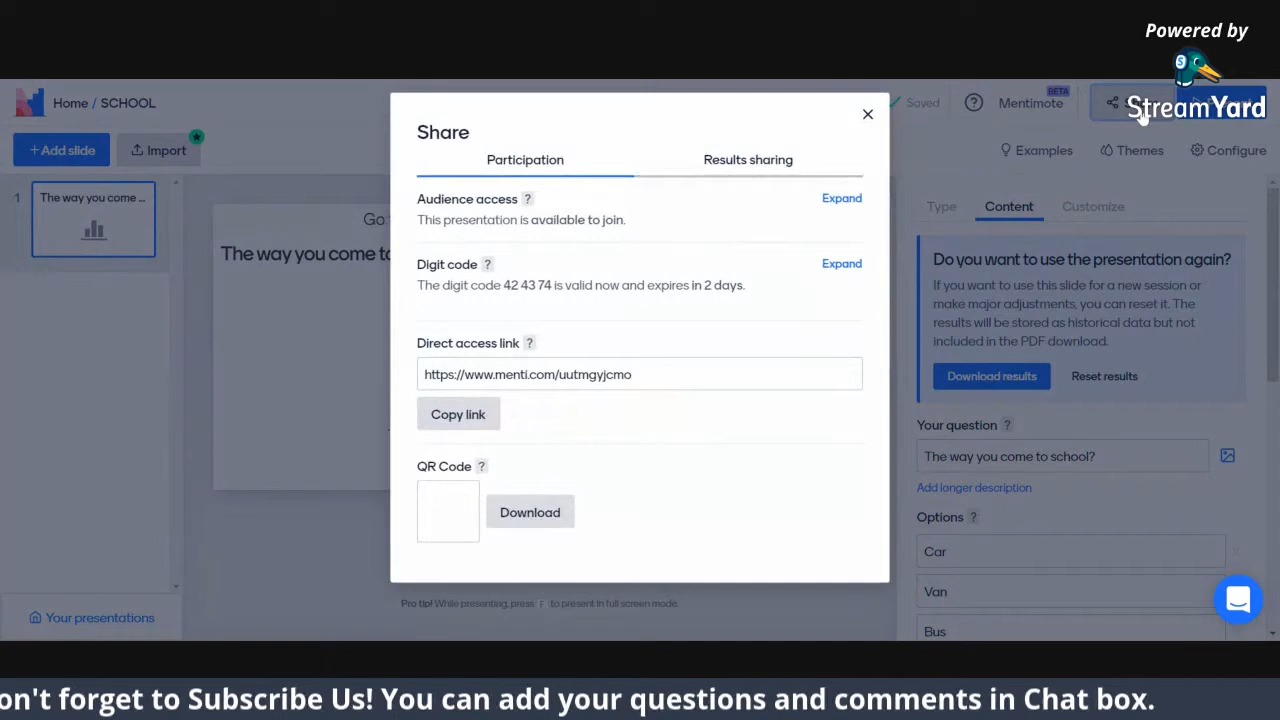 Powered by
StreamYard
Home / SCHOOL
Saved
Mentimote
BETA
+ Add slide
Import
Examples
Themes
Configure
1
The way you come ...
Go
The way you come to
Share
Participation
Results sharing
Audience access ?
Expand
This presentation is available to join.
Digit code ?
Expand
The digit code 42 43 74 is valid now and expires in 2 days.
Direct access link ?
https://www.menti.com/uutmgyjcmo
Copy link
QR Code ?
Download
Pro tip! While presenting, press F to present in full screen mode.
Type
Content
Customize
Do you want to use the presentation again?
If you want to use this slide for a new session or
make major adjustments, you can reset it. The
results will be stored as historical data but not
included in the PDF download.
Download results
Reset results
Your question ?
The way you come to school?
Add longer description
Options ?
Car
Van
Bus
Your presentations
on't forget to Subscribe Us! You can add your questions and comments in Chat box.